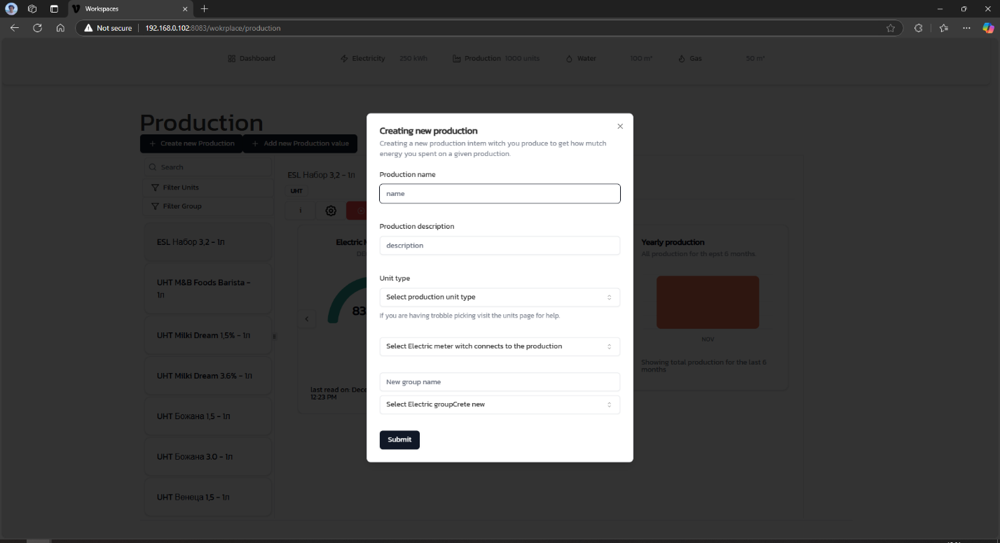 Workspaces
Not secure 192.168.0.102:8083/wokrplace/production
Dashboard Electricity 250 kWh Production 1000 units Water 100 m³ Gas 50 m³
Production
+ Create new Production + Add new Production value
Search
Filter Units
Filter Group
ESL Набор 3,2 - 1л
UHT M&B Foods Barista -
1л
UHT Milki Dream 1,5% - 1л
UHT Milki Dream 3.6% - 1л
UHT Божана 1,5 - 1л
UHT Божана 3.0 - 1л
UHT Венеца 1,5 - 1л
ESL Набор 3,2 - 1л
UHT
Electric
83
last read on: Dece
12:23 PM
Creating new production
Creating a new production intem witch you produce to get how mutch
energy you spent on a given production.
Production name
name
Production description
description
Unit type
Select production unit type
If you are having trobble picking visit the units page for help.
Select Electric meter witch connects to the production
New group name
Select Electric groupCrete new
Submit
Yearly production
All production for th epst 6 months.
NOV
Showing total production for the last 6
months